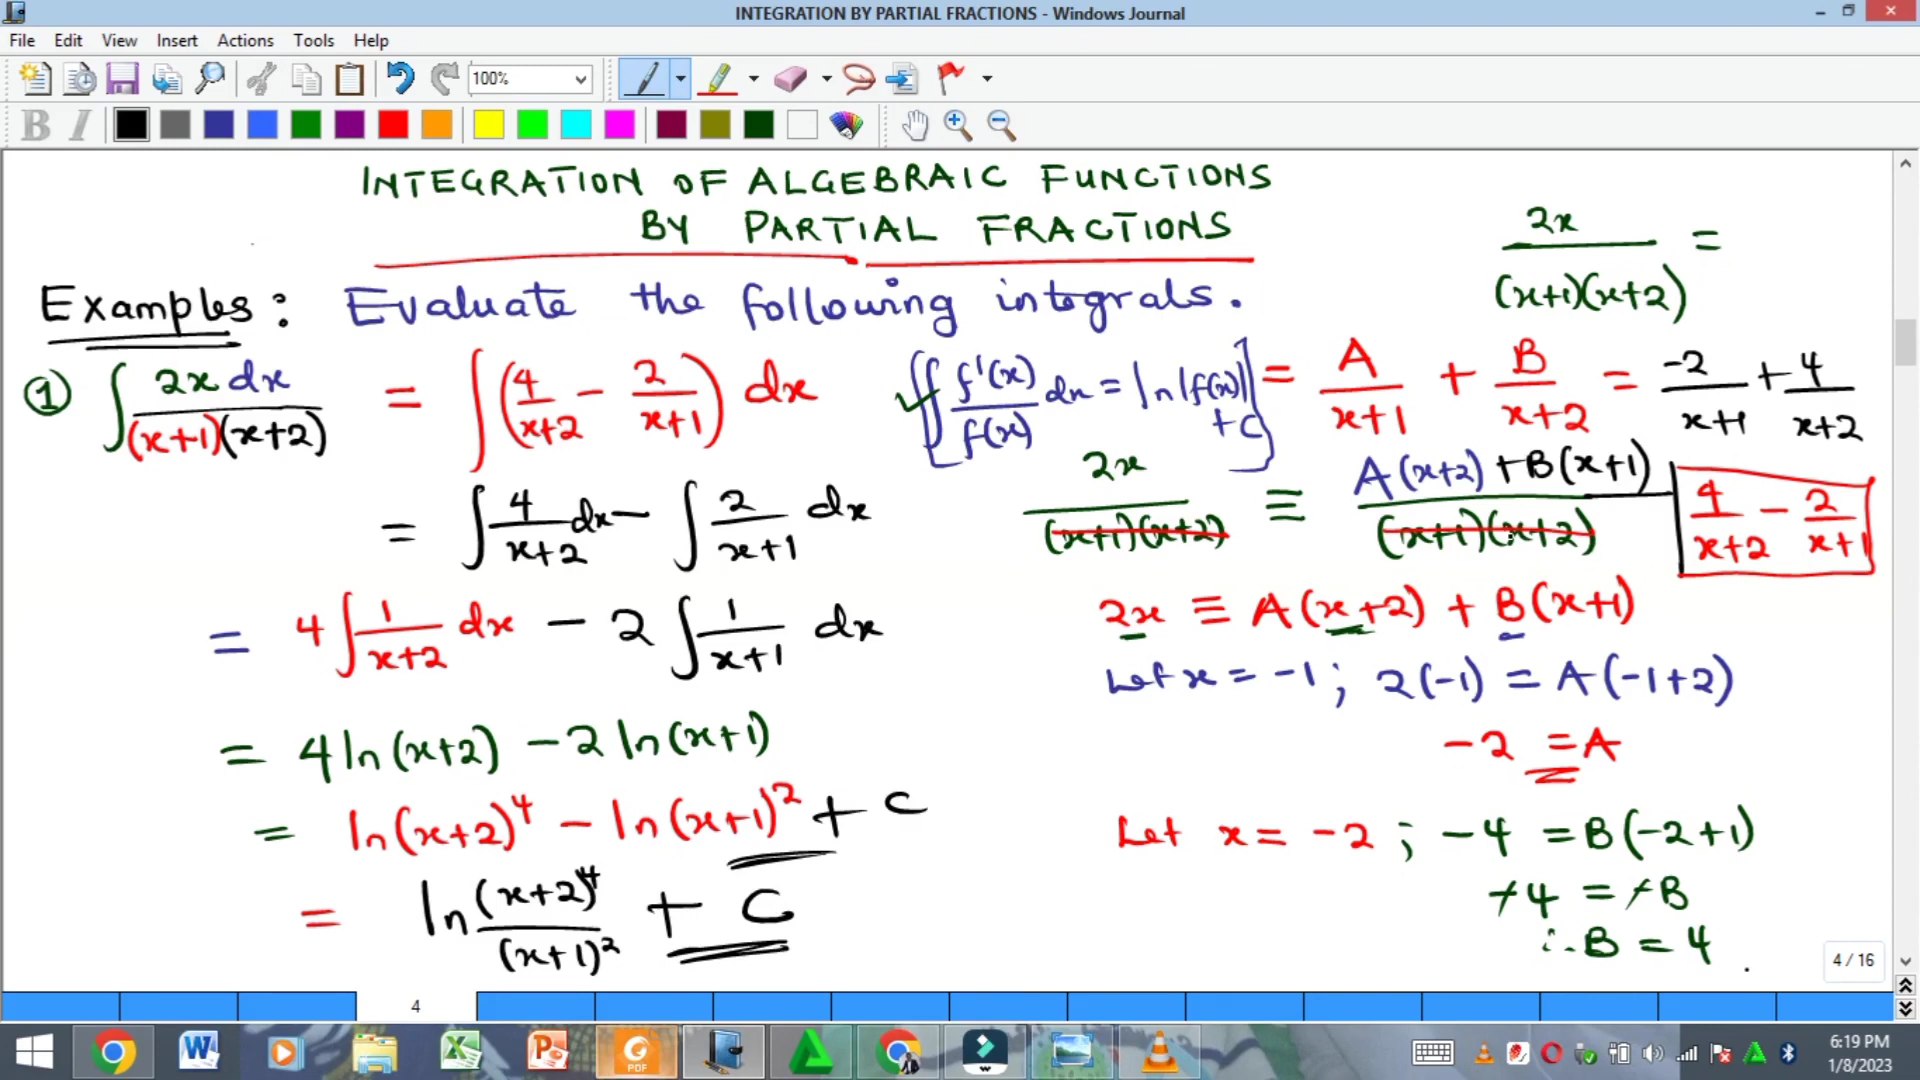 INTEGRATION BY PARTIAL FRACTIONS - Windows Journal
File Edit View Insert Actions Tools Help
100%
B I
INTEGRATION OF ALGEBRAIC FUNCTIONS
BY PARTIAL FRACTIONS
Examples: Evaluate the following integrals.
① ∫ 2x dx / (x+1)(x+2) = ∫ (4/(x+2) - 2/(x+1)) dx
= ∫ 4/(x+2) dx - ∫ 2/(x+1) dx
= 4 ∫ 1/(x+2) dx - 2 ∫ 1/(x+1) dx
= 4 ln(x+2) - 2 ln(x+1)
= ln(x+2)^4 - ln(x+1)^2 + C
= ln (x+2)^4 / (x+1)^2 + C
✓ [∫ f'(x)/f(x) dx = ln|f(x)| + C]
2x / (x+1)(x+2) =
= A/(x+1) + B/(x+2) = -2/(x+1) + 4/(x+2)
2x / (x+1)(x+2) ≡ A(x+2) + B(x+1) / (x+1)(x+2)
4/(x+2) - 2/(x+1)
2x ≡ A(x+2) + B(x+1)
Let x = -1; 2(-1) = A(-1+2)
-2 = A
Let x = -2; -4 = B(-2+1)
-4 = -B
∴ B = 4
4 / 16
4
PDF
6:19 PM
1/8/2023